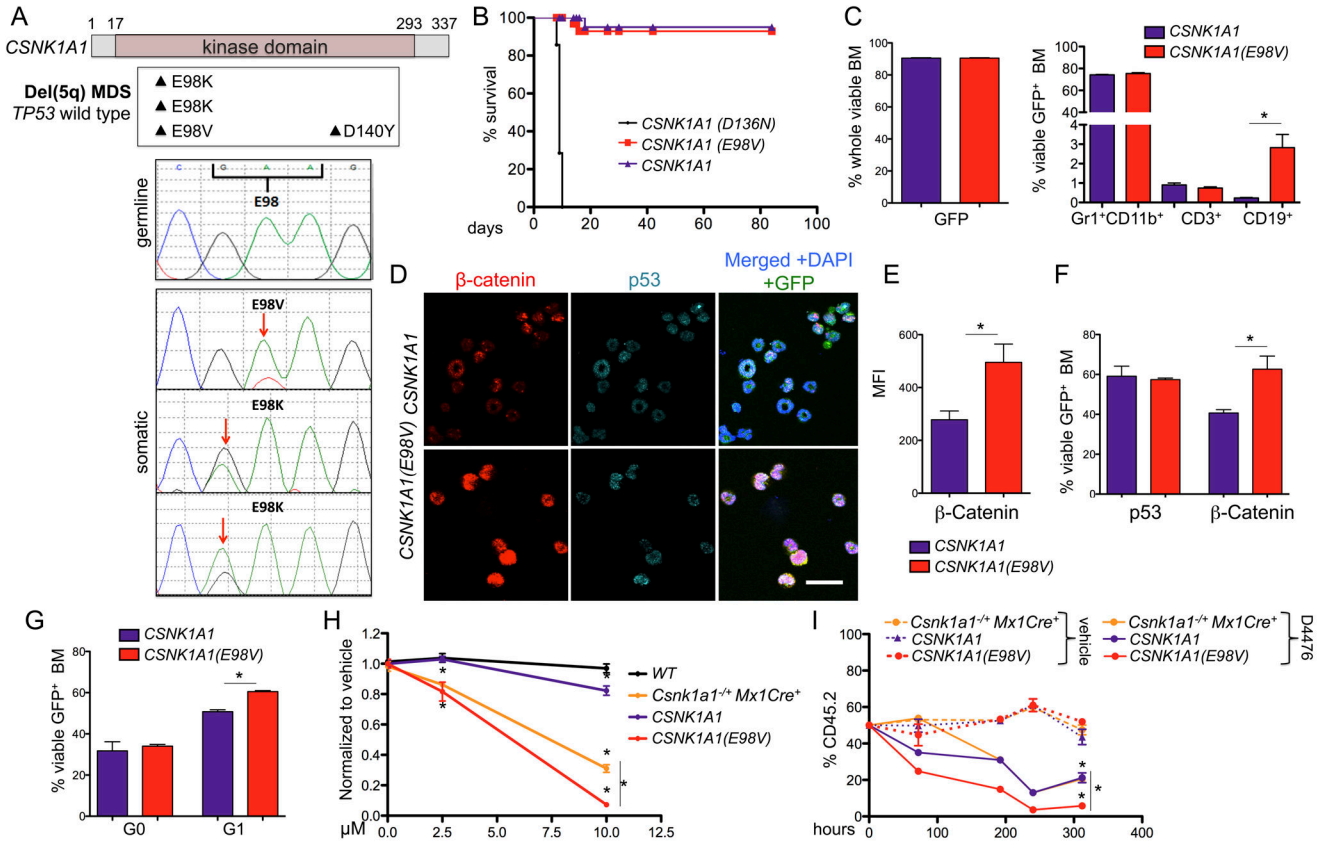 A
1 17 293 337
CSNK1A1 kinase domain
Del(5q) MDS
TP53 wild type
▲ E98K
▲ E98K
▲ E98V ▲ D140Y
germline
C G A A G
E98
somatic
E98V
E98K
E98K
B
% survival
100
80
60
40
20
0
CSNK1A1 (D136N)
CSNK1A1 (E98V)
CSNK1A1
0 20 40 60 80 100
days
C
CSNK1A1
CSNK1A1(E98V)
% whole viable BM
100
80
60
40
20
0
GFP
% viable GFP⁺ BM
100
80
60
4
3
2
1
0
*
Gr1⁺CD11b⁺ CD3⁺ CD19⁺
D
β-catenin p53 Merged +DAPI
+GFP
CSNK1A1(E98V) CSNK1A1
E
MFI
600
400
200
0
*
β-Catenin
CSNK1A1
CSNK1A1(E98V)
F
% viable GFP⁺ BM
80
60
40
20
0
*
p53 β-Catenin
G
CSNK1A1
CSNK1A1(E98V)
% viable GFP⁺ BM
80
60
40
20
0
*
G0 G1
H
Normalized to vehicle
1.2
1.0
0.8
0.6
0.4
0.2
0.0
* * * * * *
WT
Csnk1a1⁻/⁺ Mx1Cre⁺
CSNK1A1
CSNK1A1(E98V)
µM
0.0 2.5 5.0 7.5 10.0 12.5
I
Csnk1a1⁻/⁺ Mx1Cre⁺
CSNK1A1
CSNK1A1(E98V)
vehicle
Csnk1a1⁻/⁺ Mx1Cre⁺
CSNK1A1
CSNK1A1(E98V)
D4476
% CD45.2
100
80
60
40
20
0
* * *
0 100 200 300 400
hours